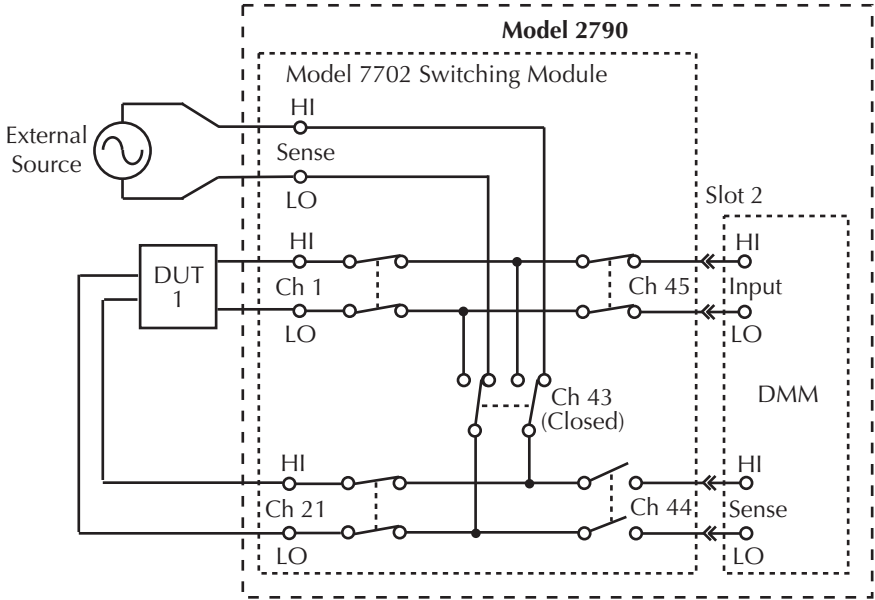 Model 2790
Model 7702 Switching Module
HI
External
Source
Sense
LO
Slot 2
HI
HI
DUT
1
Ch 1
Ch 45
Input
LO
LO
Ch 43
(Closed)
DMM
HI
HI
Ch 21
Ch 44
Sense
LO
LO